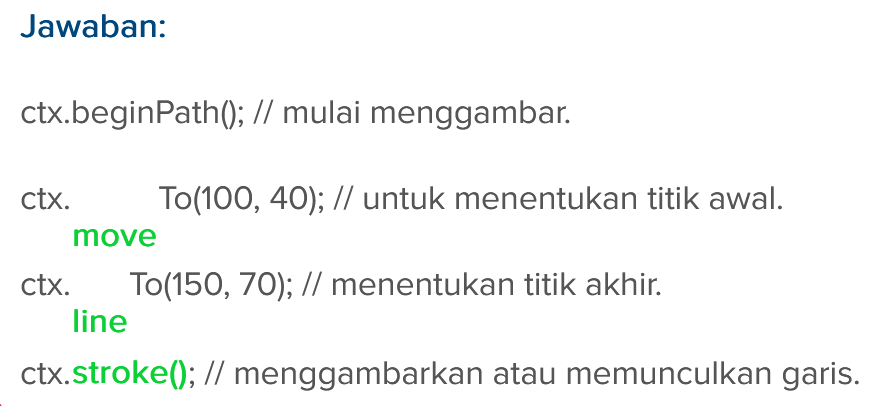 Jawaban:
ctx.beginPath(); // mulai menggambar.
ctx. To(100, 40); // untuk menentukan titik awal.
move
ctx. To(150, 70); // menentukan titik akhir.
line
ctx.stroke(); // menggambarkan atau memunculkan garis.